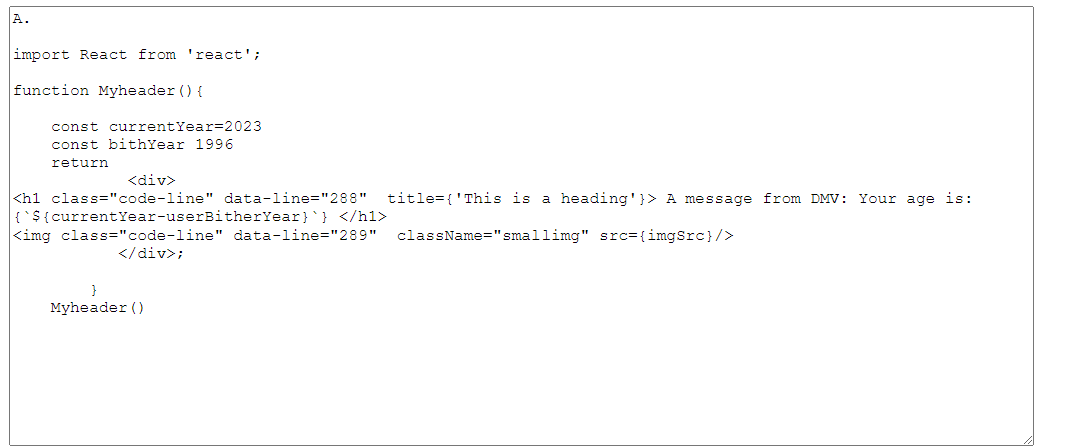 A.
import React from 'react';
function Myheader(){
const currentYear=2023
const bithYear 1996
return
<div>
<h1 class="code-line" data-line="288"  title={'This is a heading'}> A message from DMV: Your age is:
{`${currentYear-userBitherYear}`} </h1>
<img class="code-line" data-line="289"  className="smallimg" src={imgSrc}/>
</div>;
}
Myheader()